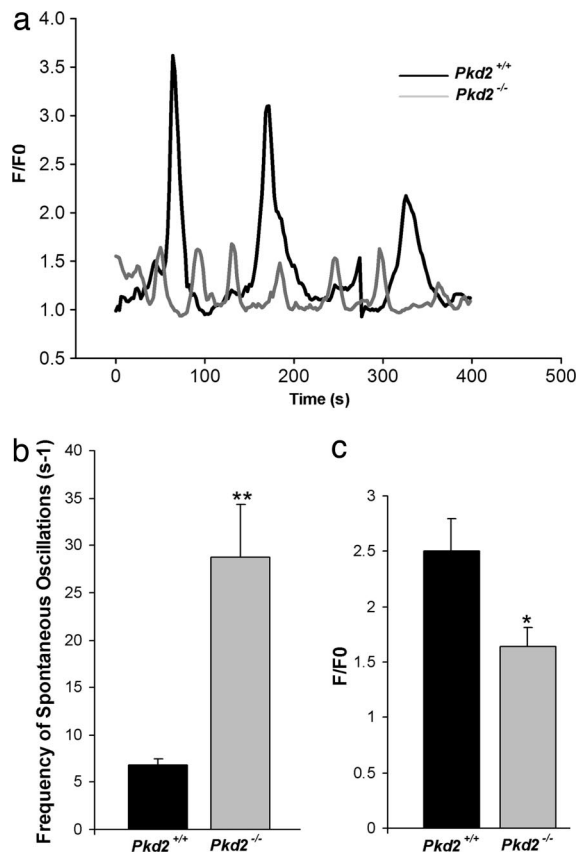 a
4.0
3.5
3.0
2.5
2.0
1.5
1.0
0.5
F/F0
Pkd2 +/+
Pkd2 -/-
0 100 200 300 400 500
Time (s)
b
40
35
30
25
20
15
10
5
0
Frequency of Spontaneous Oscillations (s-1)
**
Pkd2 +/+ Pkd2 -/-
c
3
2.5
2
1.5
1
0.5
0
F/F0
*
Pkd2 +/+ Pkd2 -/-